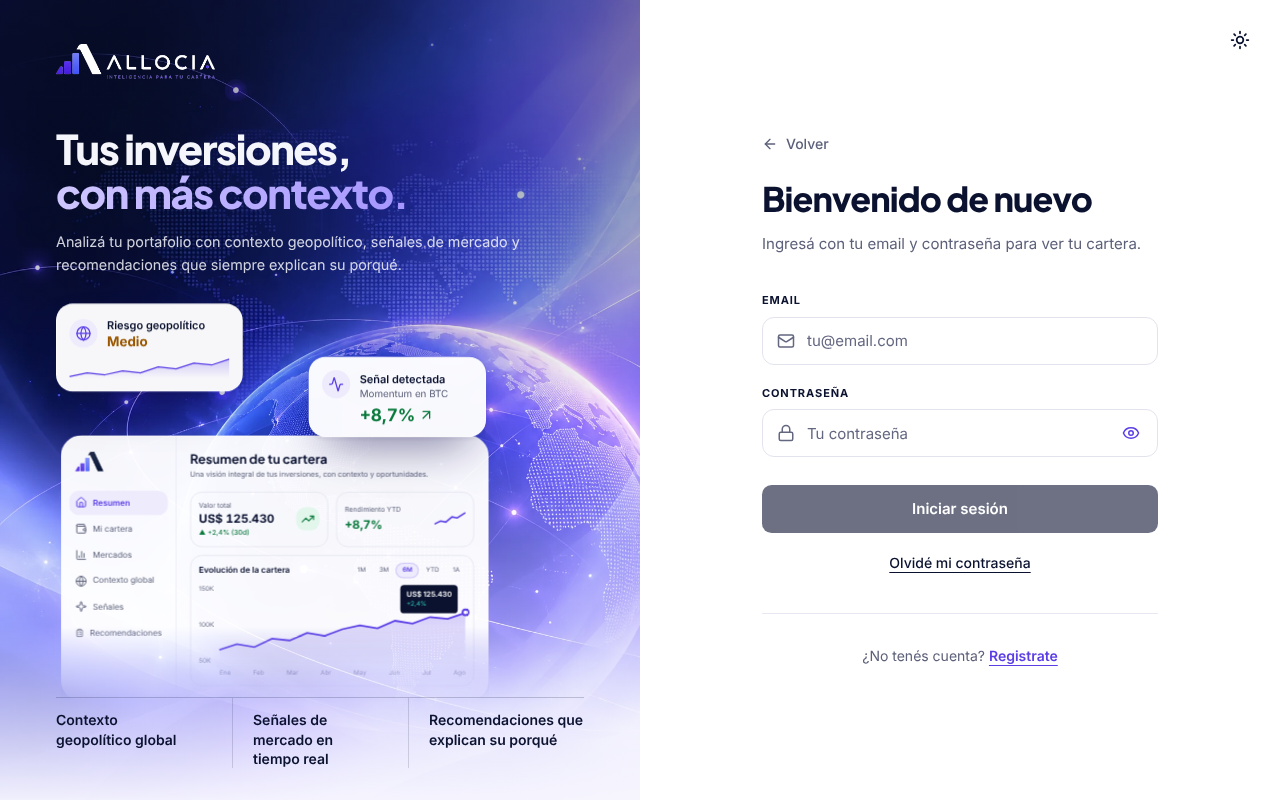 ALLOCIA
INTELIGENCIA PARA TU CARTERA
Tus inversiones,
con más contexto.
Analizá tu portafolio con contexto geopolítico, señales de mercado y
recomendaciones que siempre explican su porqué.
Riesgo geopolítico
Medio
Señal detectada
Momentum en BTC
+8,7%
Resumen
Mi cartera
Mercados
Contexto global
Señales
Recomendaciones
Resumen de tu cartera
Una visión integral de tus inversiones, con contexto y oportunidades.
Valor total
US$ 125.430
▲ +2,4% (30d)
Rendimiento YTD
+8,7%
Evolución de la cartera
1M 3M 6M YTD 1A
US$ 125.430
+2,4%
150K
100K
50K
Ene Feb Mar Abr May Jun Jul Ago
Contexto
geopolítico global
Señales de
mercado en
tiempo real
Recomendaciones que
explican su porqué
Volver
Bienvenido de nuevo
Ingresá con tu email y contraseña para ver tu cartera.
EMAIL
tu@email.com
CONTRASEÑA
Tu contraseña
Iniciar sesión
Olvidé mi contraseña
¿No tenés cuenta? Registrate